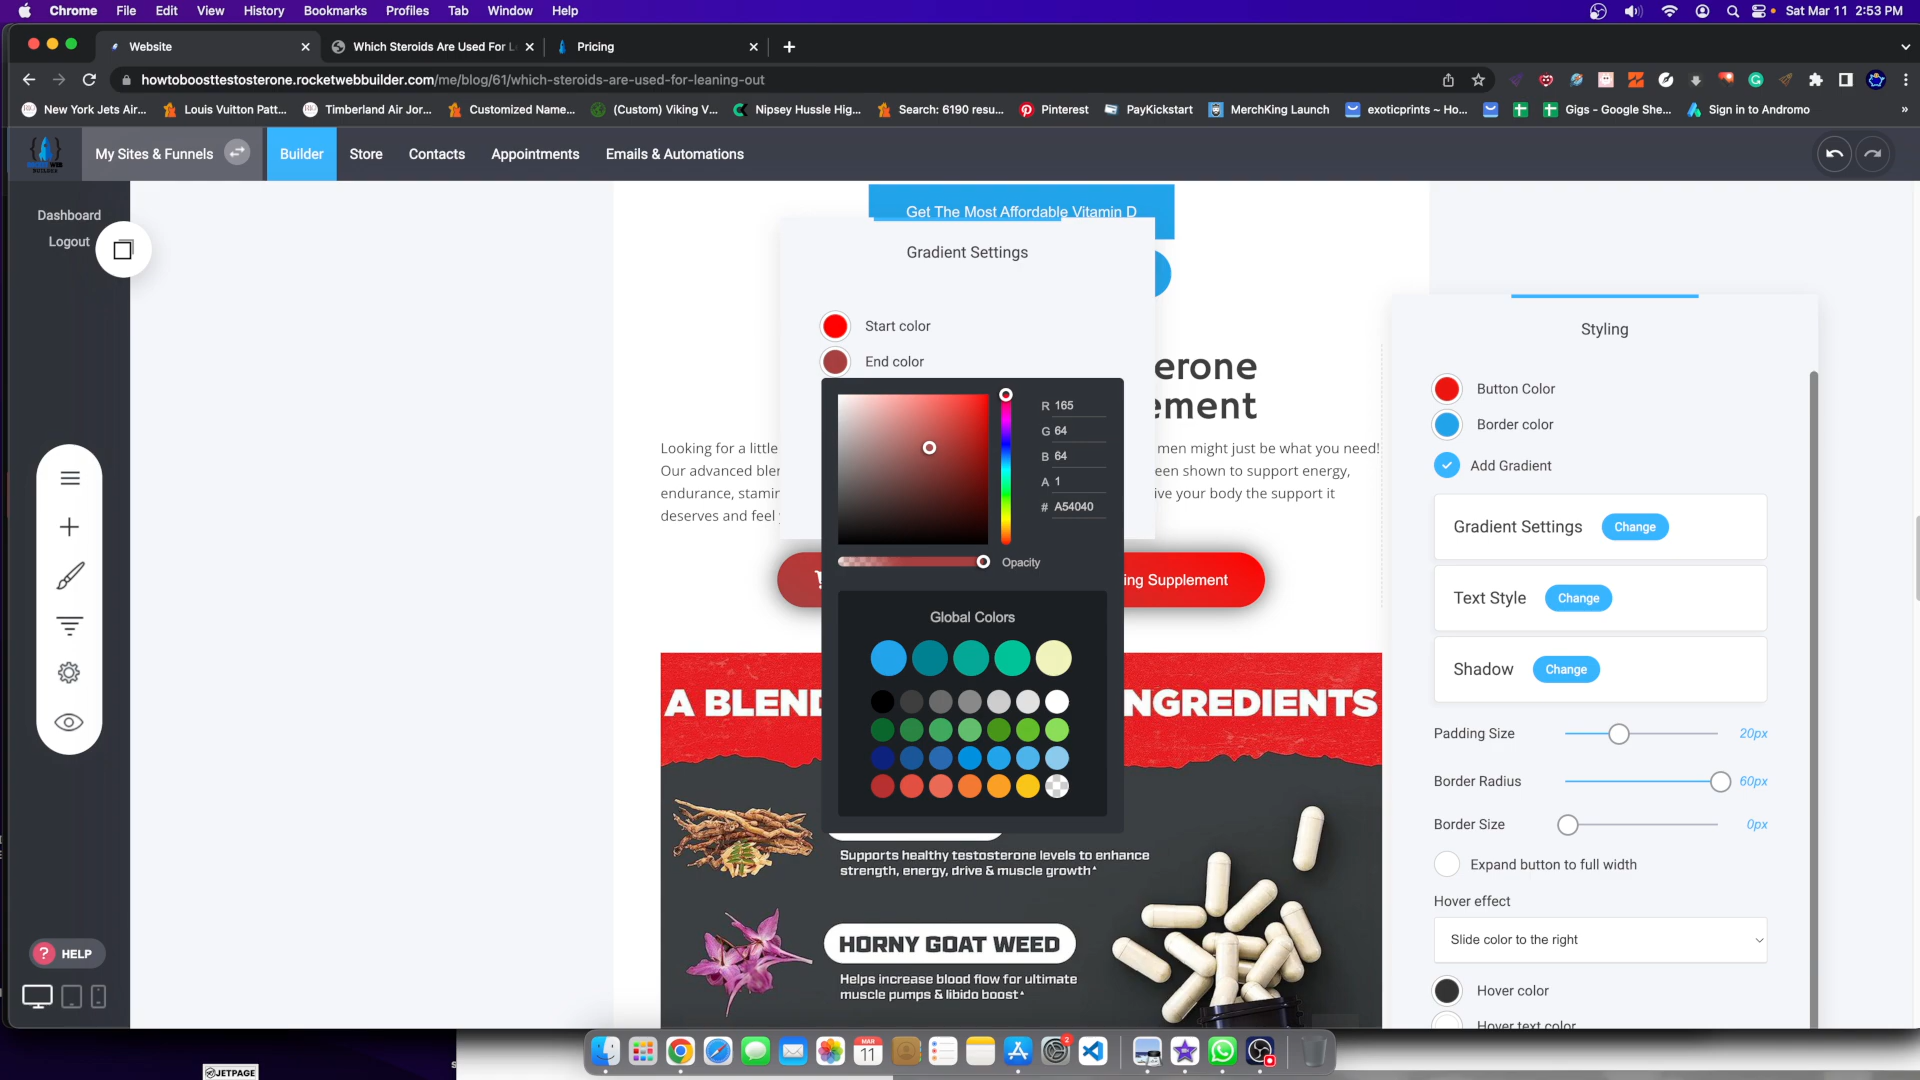 Chrome File Edit View History Bookmarks Profiles Tab Window Help Sat Mar 11 2:53 PM
Website Which Steroids Are Used For L Pricing
howtoboosttestosterone.rocketwebbuilder.com/me/blog/61/which-steroids-are-used-for-leaning-out
New York Jets Air... Louis Vuitton Patt... Timberland Air Jor... Customized Name... (Custom) Viking V... Nipsey Hussle Hig... Search: 6190 resu... Pinterest PayKickstart MerchKing Launch exoticprints ~ Ho... Gigs - Google She... Sign in to Andromo »
My Sites & Funnels Builder Store Contacts Appointments Emails & Automations
Dashboard
Logout
Get The Most Affordable Vitamin D
Gradient Settings
Start color
End color
R 165
G 64
B 64
A 1
# A54040
Opacity
Global Colors
erone
ement
Looking for a little
men might just be what you need!
Our advanced bler
een shown to support energy,
endurance, stamin
ive your body the support it
deserves and feel
ing Supplement
A BLEND
NGREDIENTS
Supports healthy testosterone levels to enhance
strength, energy, drive & muscle growth*
HORNY GOAT WEED
Helps increase blood flow for ultimate
muscle pumps & libido boost*
Styling
Button Color
Border color
Add Gradient
Gradient Settings Change
Text Style Change
Shadow Change
Padding Size 20px
Border Radius 60px
Border Size 0px
Expand button to full width
Hover effect
Slide color to the right
Hover color
Hover text color
? HELP
MAR
11
2
JETPAGE